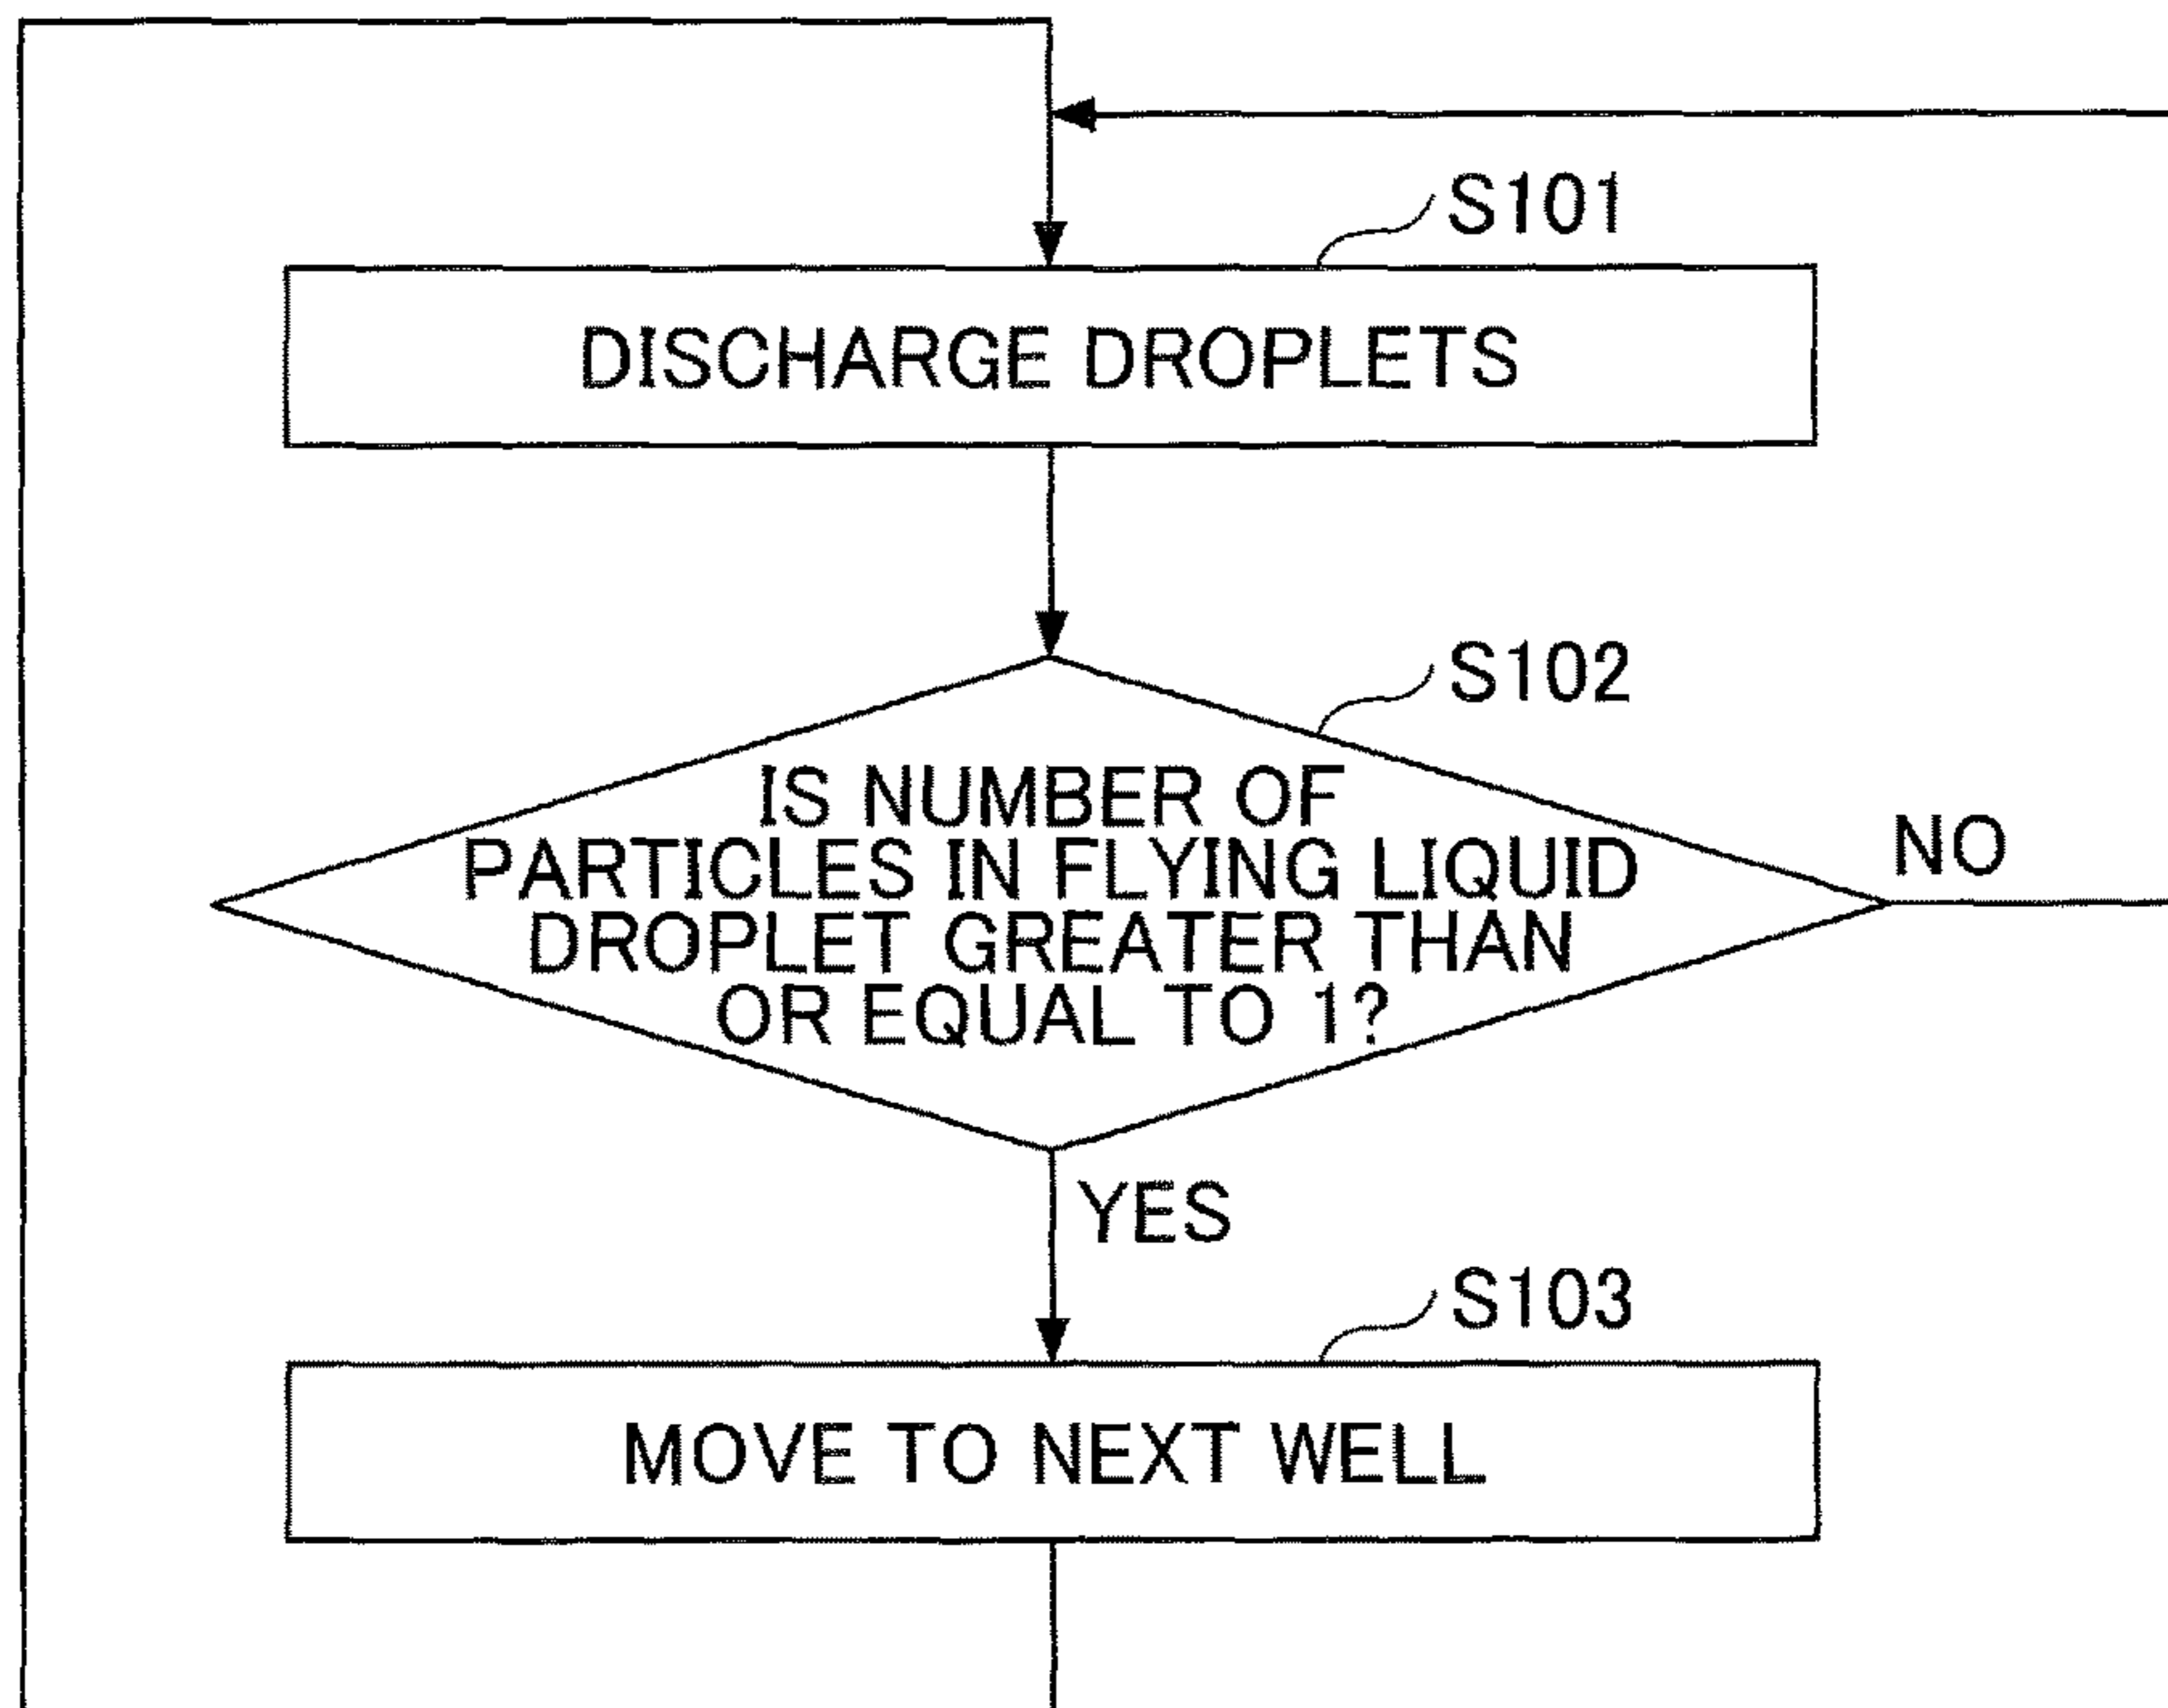 S101
DISCHARGE DROPLETS
S102
IS NUMBER OF
PARTICLES IN FLYING LIQUID
DROPLET GREATER THAN
OR EQUAL TO 1?
NO
YES
S103
MOVE TO NEXT WELL